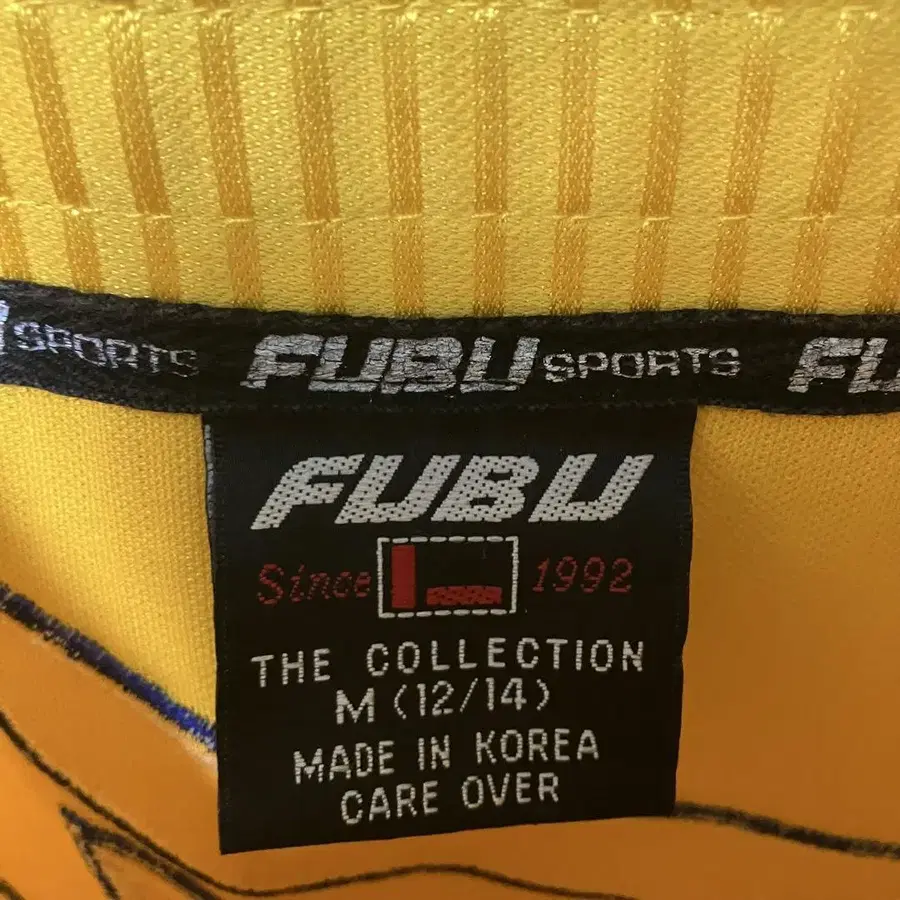 SPORTS FUBU SPORTS FU
FUBU
Since 1992
THE COLLECTION
M (12/14)
MADE IN KOREA
CARE OVER